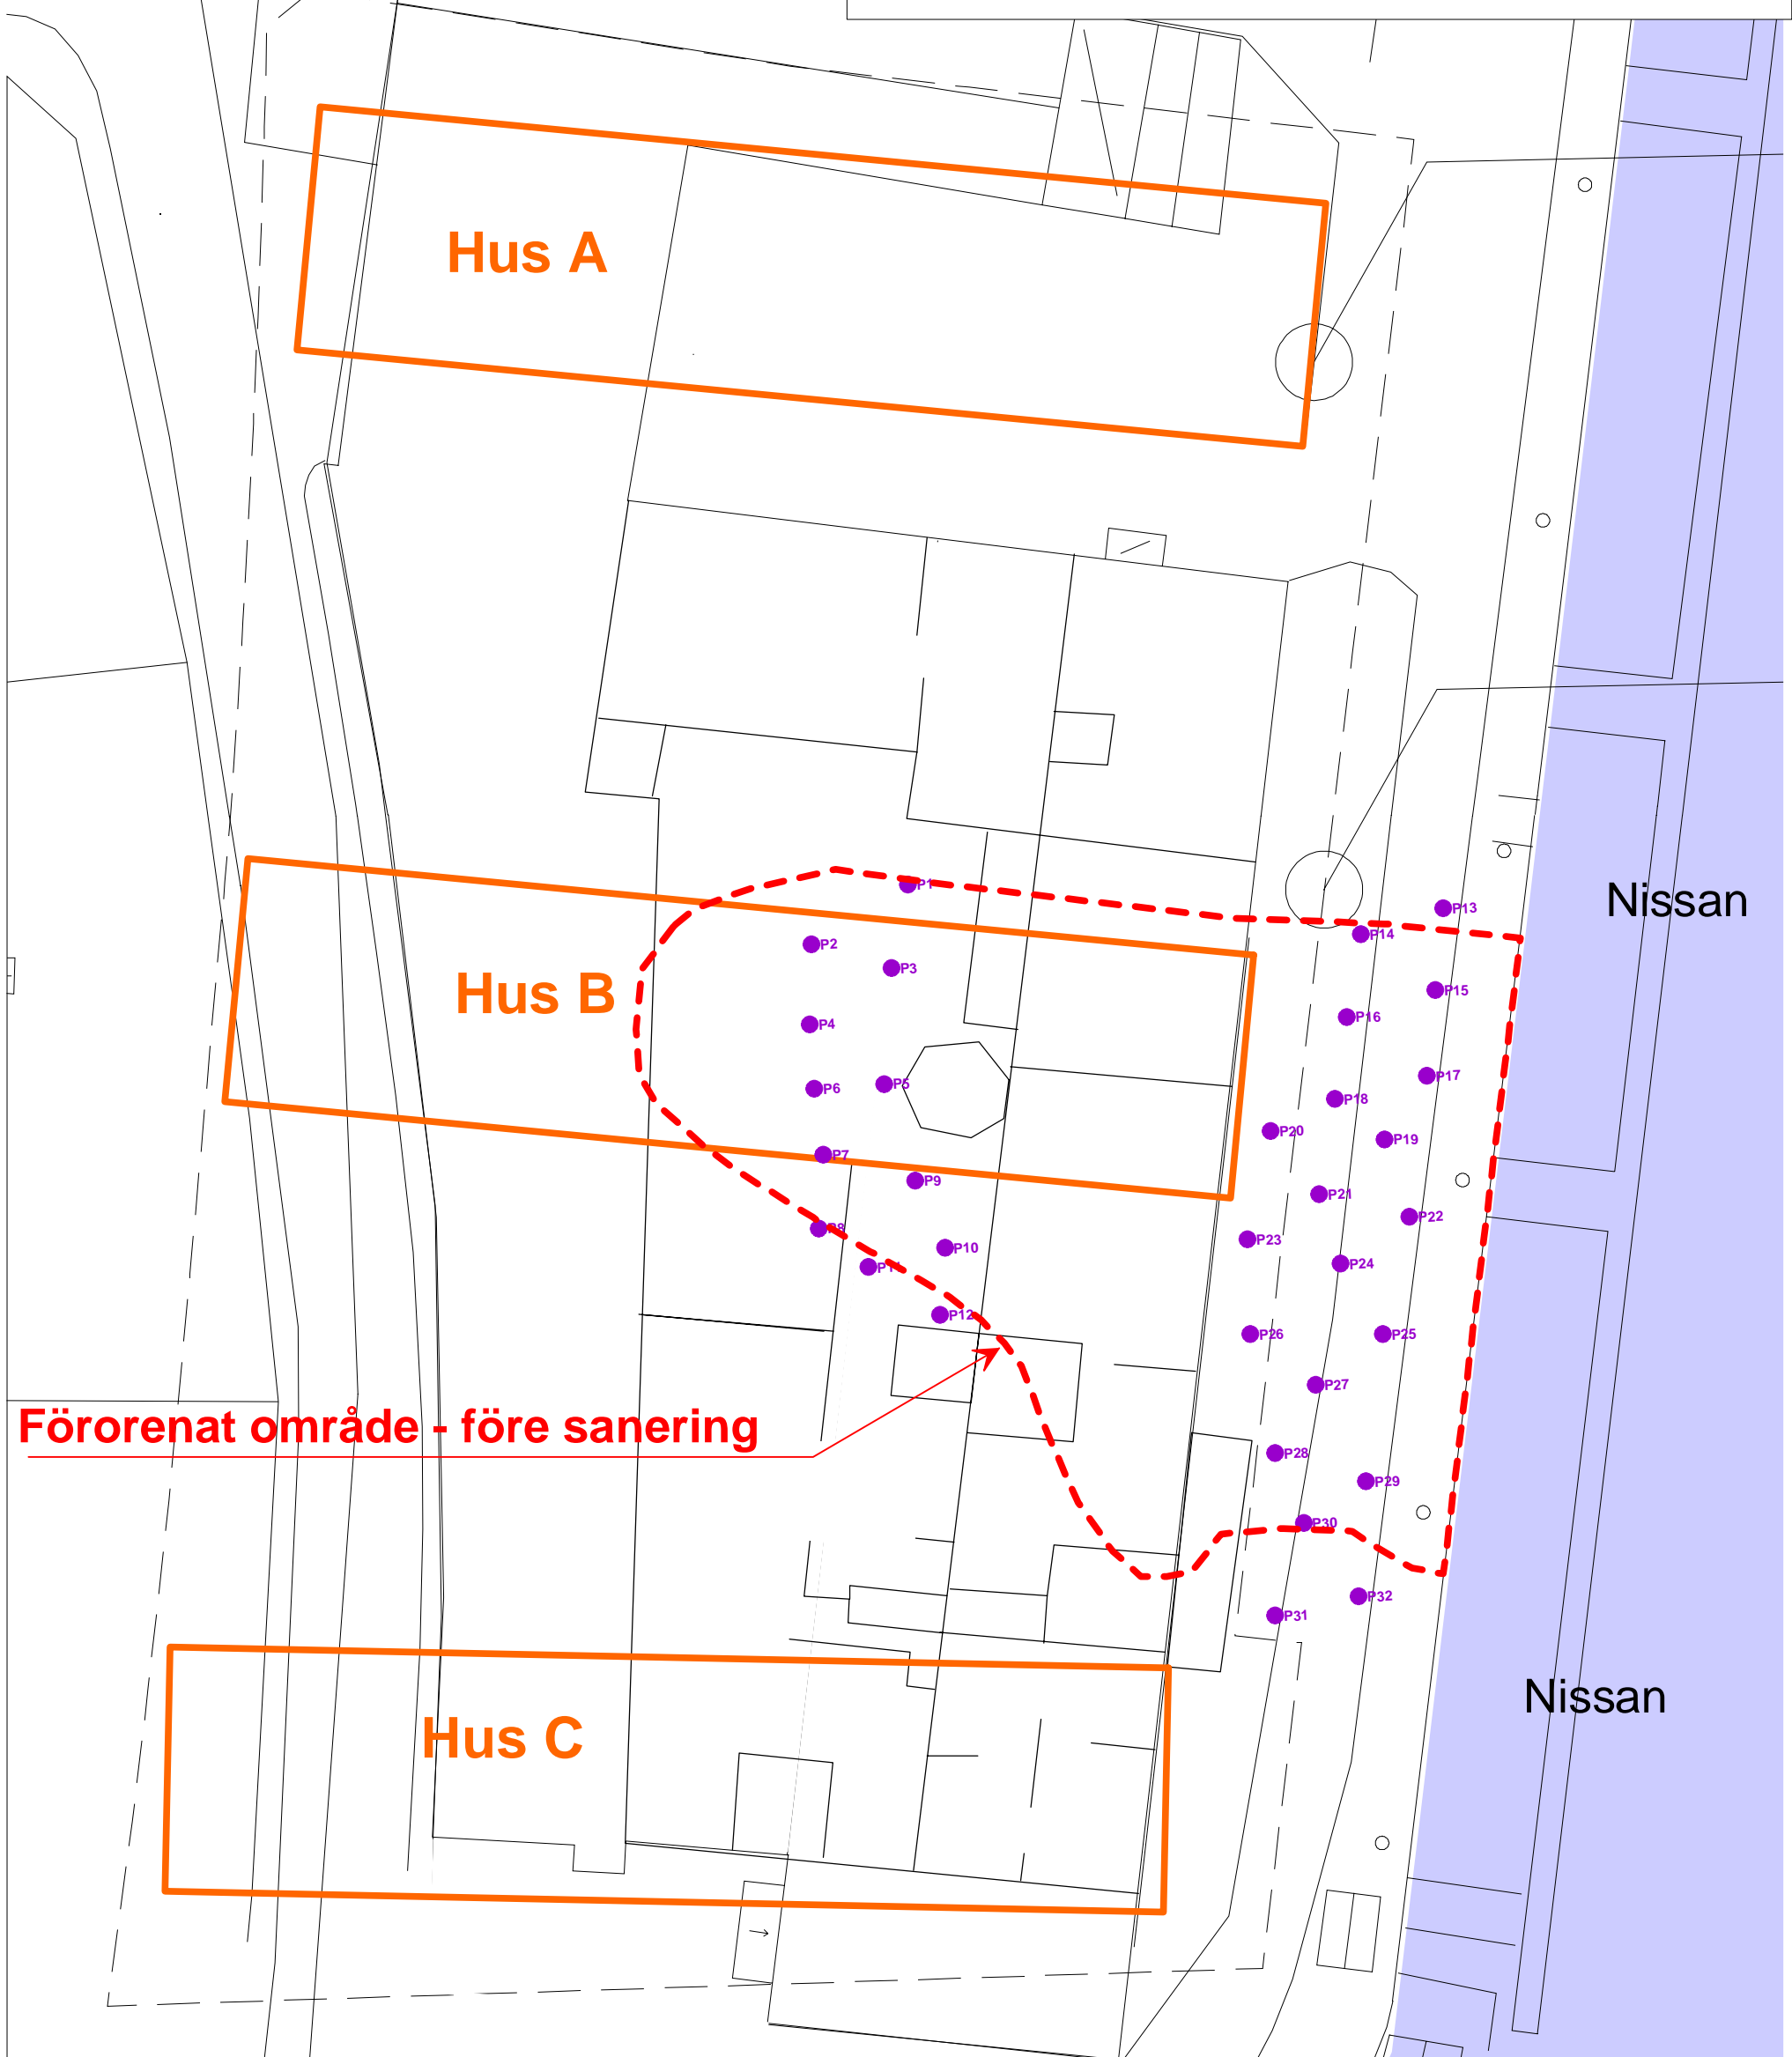 Hus A
P1
P13
Nissan
P14
P2
P3
P15
Hus B
P16
P4
P17
P5
P6
P18
P20
P19
P7
P9
P21
P22
P8
P23
P10
P24
P11
P12
P26
P25
P27
Förorenat område - före sanering
P28
P29
P30
P32
P31
Nissan
Hus C